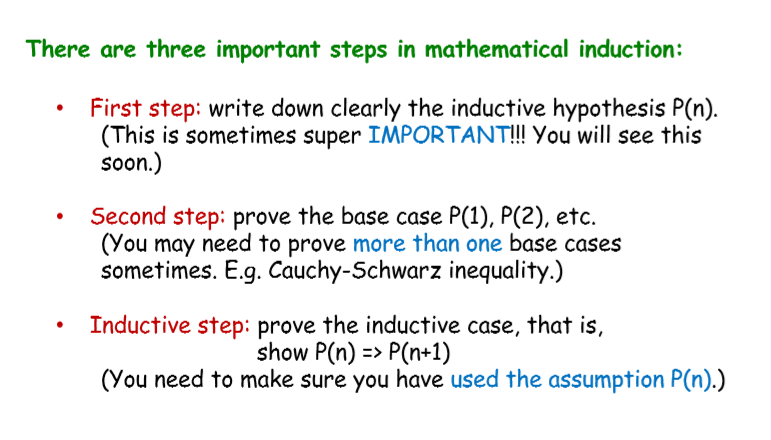 There are three important steps in mathematical induction:
• First step: write down clearly the inductive hypothesis P(n).
(This is sometimes super IMPORTANT!!! You will see this
soon.)
• Second step: prove the base case P(1), P(2), etc.
(You may need to prove more than one base cases
sometimes. E.g. Cauchy-Schwarz inequality.)
• Inductive step: prove the inductive case, that is,
show P(n) => P(n+1)
(You need to make sure you have used the assumption P(n).)